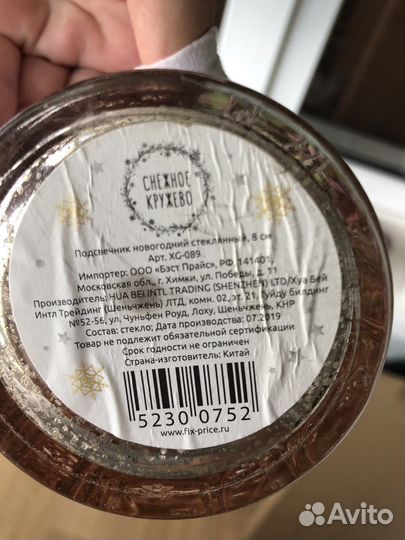 СНЕЖНОЕ
КРУЖЕВО
Подсвечник новогодний стеклянный, 8 см
Арт. XG-089
Импортер: ООО «Бэст Прайс», РФ, 141401,
Московская обл., г. Химки, ул. Победы, д. 11
Производитель: HUA BEI INTL TRADING (SHENZHEN) LTD/Хуа Бей
Интл Трейдинг (Шеньчжень) ЛТД, комн. 02, эт. 21, Гуйду билдинг
№52-56, ул. Чуньфен Роуд, Лоху, Шеньчжень, КНР
Состав: стекло; Дата производства: 07.2019
Товар не подлежит обязательной сертификации
Срок годности не ограничен
Страна-изготовитель: Китай
5230 0752
www.fix-price.ru
Avito